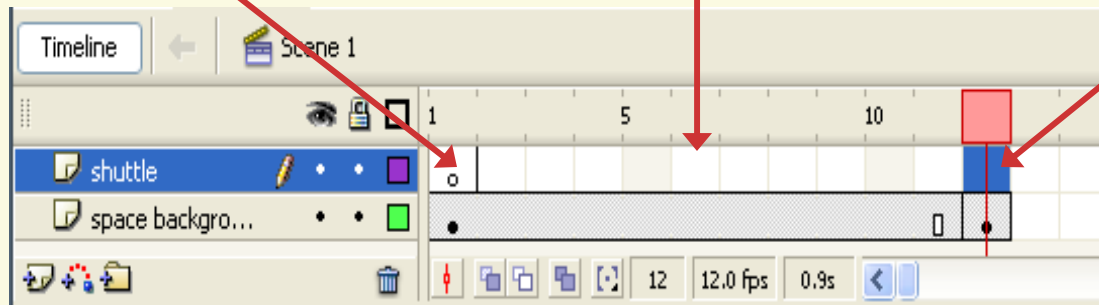 Timeline Scene 1
1 5 10
shuttle
space backgro...
12 12.0 fps 0.9s